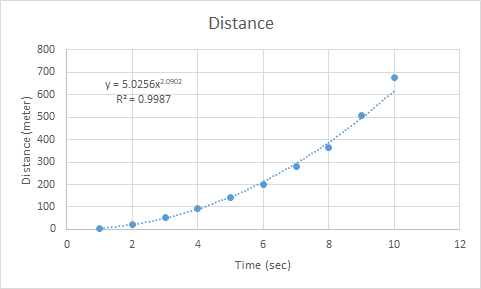 Distance
y = 5.0256x^2.0902
R² = 0.9987
Distance (meter)
800
700
600
500
400
300
200
100
0
0 2 4 6 8 10 12
Time (sec)